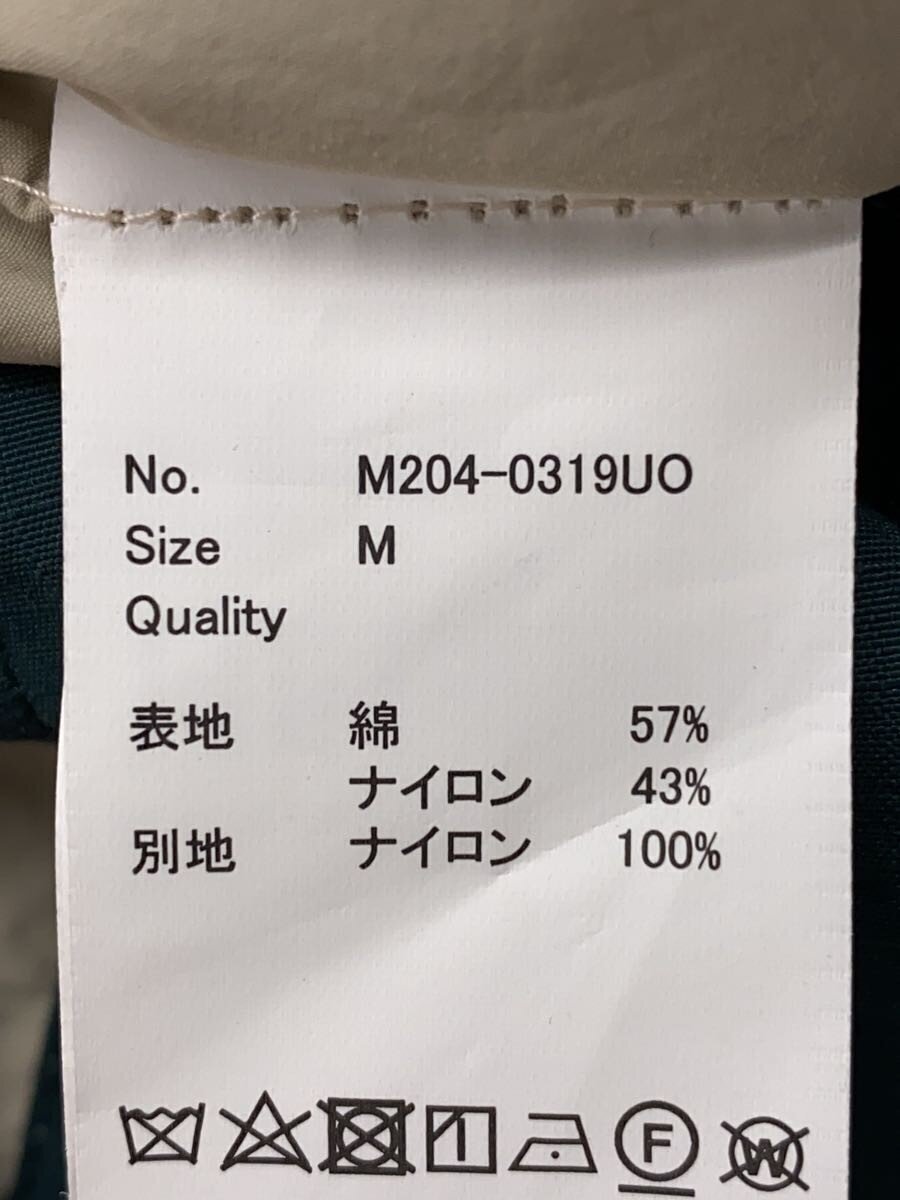 No. M204-0319UO
Size M
Quality
表地 綿 57%
ナイロン 43%
別地 ナイロン 100%
F W